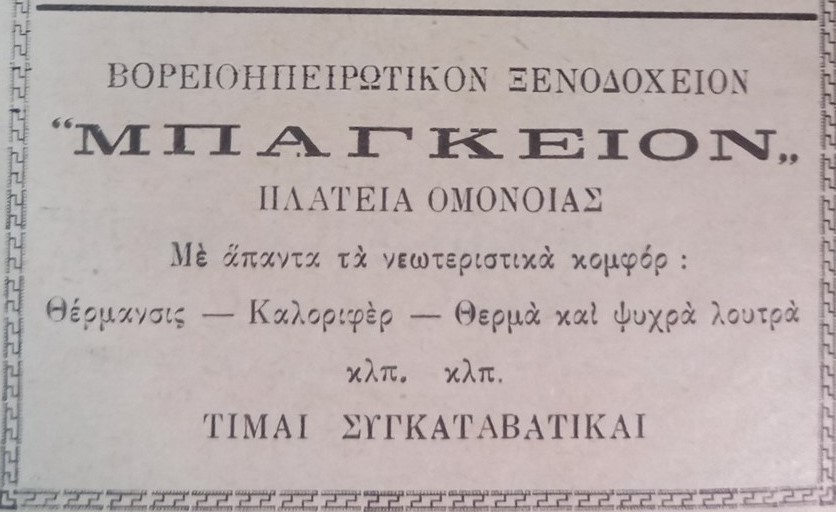 ΒΟΡΕΙΟΗΠΕΙΡΩΤΙΚΟΝ ΞΕΝΟΔΟΧΕΙΟΝ
“ΜΠΑΓΚΕΙΟΝ„
ΠΛΑΤΕΙΑ ΟΜΟΝΟΙΑΣ
Μὲ ἅπαντα τὰ νεωτεριστικὰ κομφόρ :
Θέρμανσις — Καλοριφὲρ — Θερμὰ καὶ ψυχρὰ λουτρὰ
κλπ. κλπ.
ΤΙΜΑΙ ΣΥΓΚΑΤΑΒΑΤΙΚΑΙ